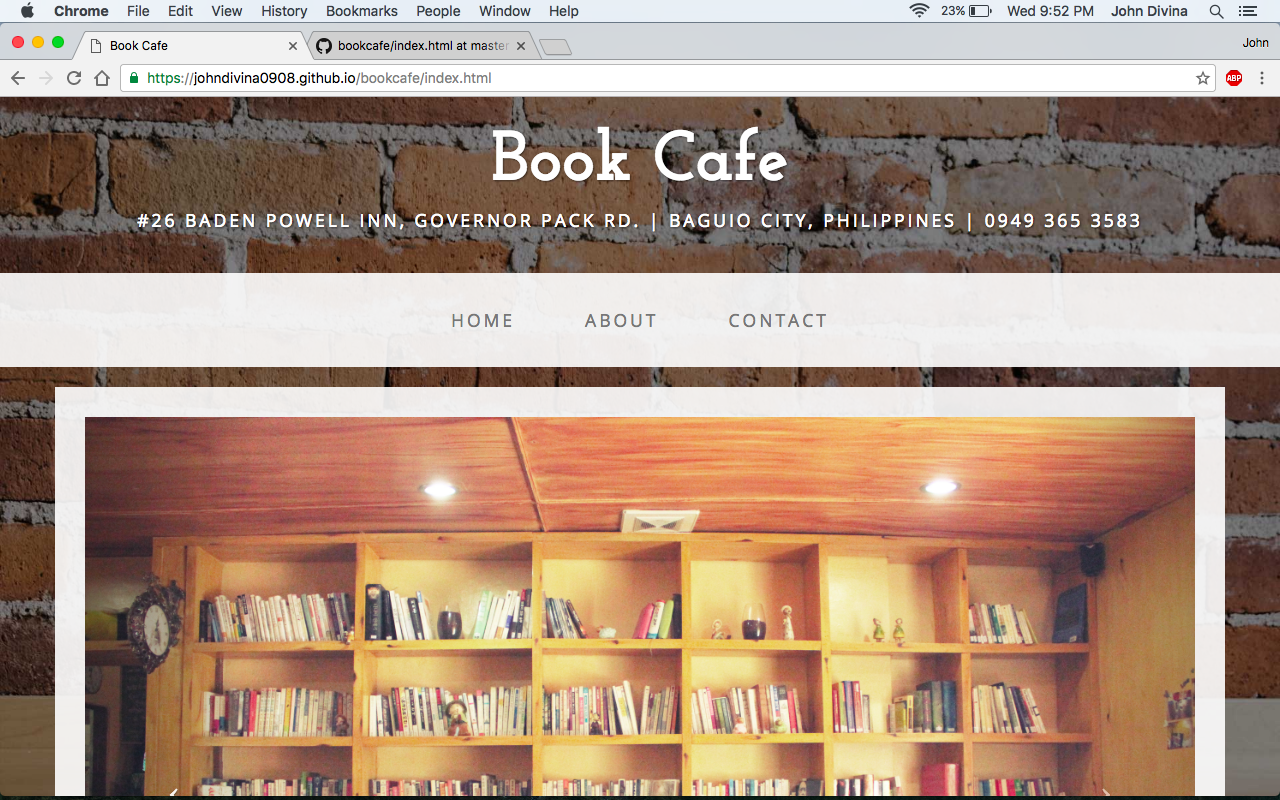 Chrome File Edit View History Bookmarks People Window Help 23% Wed 9:52 PM John Divina
Book Cafe bookcafe/index.html at master John
https://johndivina0908.github.io/bookcafe/index.html ABP
Book Cafe
#26 BADEN POWELL INN, GOVERNOR PACK RD. | BAGUIO CITY, PHILIPPINES | 0949 365 3583
HOME ABOUT CONTACT